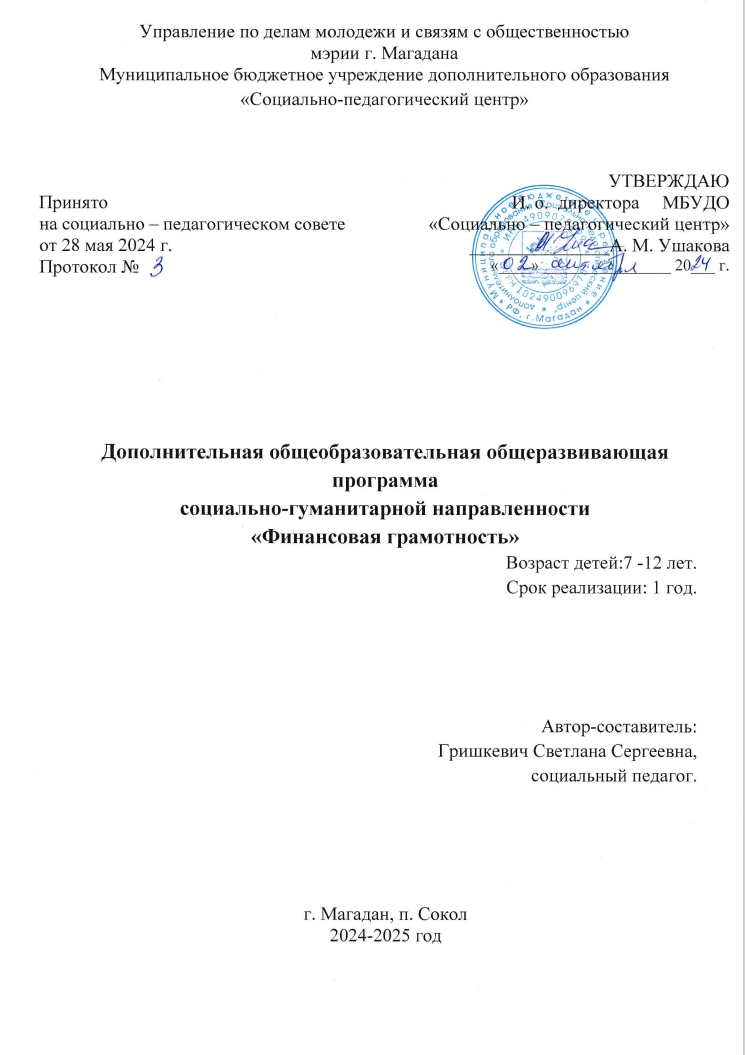 Управление по делам молодежи и связям с общественностью
мэрии г. Магадана
Муниципальное бюджетное учреждение дополнительного образования
«Социально-педагогический центр»
УТВЕРЖДАЮ
Принято
И. о. директора МБУДО
на социально – педагогическом совете
«Социально – педагогический центр»
от 28 мая 2024 г.
А. М. Ушакова
Протокол № 3
«02» 2024 г.
РФ, г. Магадан
Дополнительная общеобразовательная общеразвивающая
программа
социально-гуманитарной направленности
«Финансовая грамотность»
Возраст детей:7 -12 лет.
Срок реализации: 1 год.
Автор-составитель:
Гришкевич Светлана Сергеевна,
социальный педагог.
г. Магадан, п. Сокол
2024-2025 год